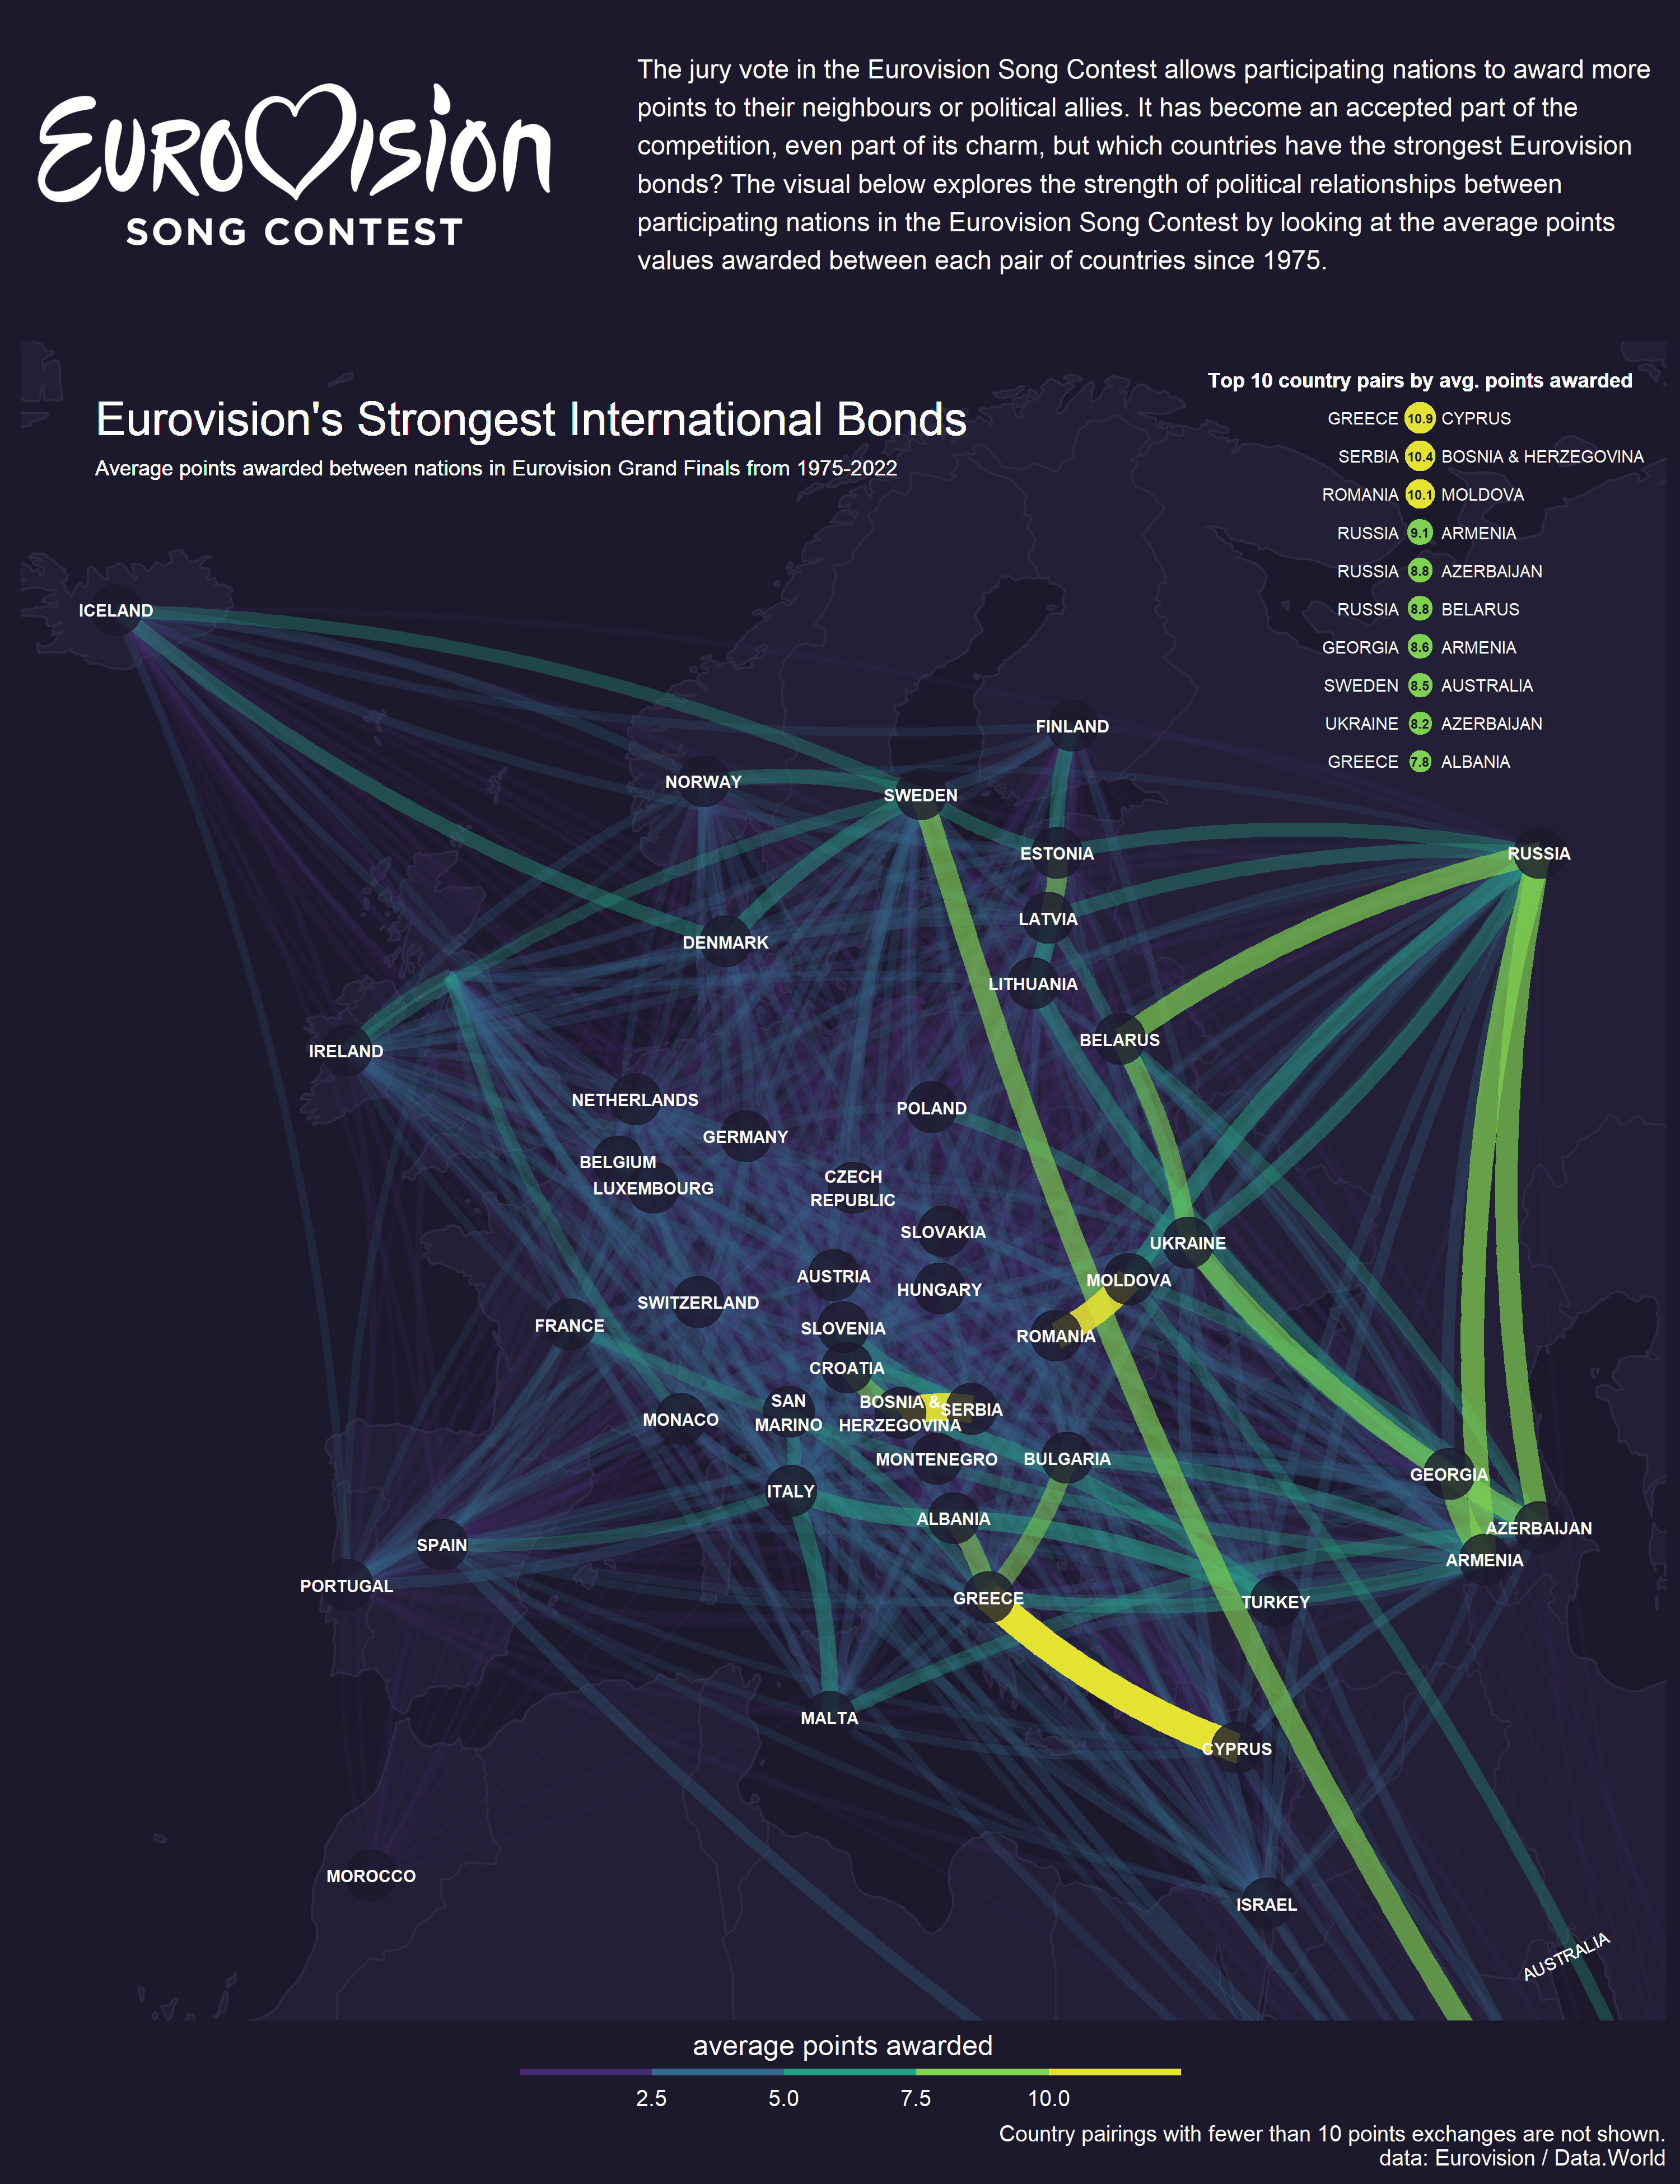 EUROVISION
SONG CONTEST
The jury vote in the Eurovision Song Contest allows participating nations to award more
points to their neighbours or political allies. It has become an accepted part of the
competition, even part of its charm, but which countries have the strongest Eurovision
bonds? The visual below explores the strength of political relationships between
participating nations in the Eurovision Song Contest by looking at the average points
values awarded between each pair of countries since 1975.
Eurovision's Strongest International Bonds
Average points awarded between nations in Eurovision Grand Finals from 1975-2022
Top 10 country pairs by avg. points awarded
GREECE 10.9 CYPRUS
SERBIA 10.4 BOSNIA & HERZEGOVINA
ROMANIA 10.1 MOLDOVA
RUSSIA 9.1 ARMENIA
RUSSIA 8.8 AZERBAIJAN
RUSSIA 8.8 BELARUS
GEORGIA 8.6 ARMENIA
SWEDEN 8.5 AUSTRALIA
UKRAINE 8.2 AZERBAIJAN
GREECE 7.8 ALBANIA
ICELAND
FINLAND
NORWAY
SWEDEN
ESTONIA
RUSSIA
LATVIA
DENMARK
LITHUANIA
BELARUS
IRELAND
NETHERLANDS
POLAND
GERMANY
BELGIUM
LUXEMBOURG
CZECH
REPUBLIC
SLOVAKIA
UKRAINE
AUSTRIA
MOLDOVA
HUNGARY
SWITZERLAND
FRANCE
SLOVENIA
ROMANIA
CROATIA
SAN
MARINO
BOSNIA &
HERZEGOVINA
SERBIA
MONACO
MONTENEGRO
BULGARIA
GEORGIA
ITALY
ALBANIA
AZERBAIJAN
SPAIN
ARMENIA
PORTUGAL
GREECE
TURKEY
MALTA
CYPRUS
MOROCCO
ISRAEL
AUSTRALIA
average points awarded
2.5 5.0 7.5 10.0
Country pairings with fewer than 10 points exchanges are not shown.
data: Eurovision / Data.World